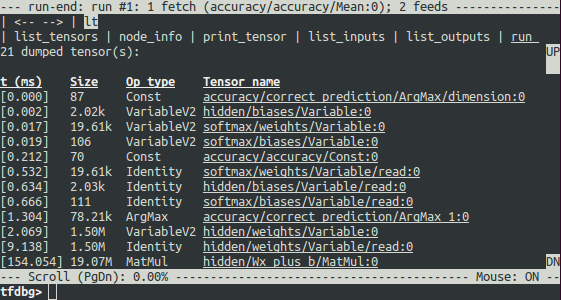 --- run-end: run #1: 1 fetch (accuracy/accuracy/Mean:0); 2 feeds ---
| <-- --> | lt
| list_tensors | node_info | print_tensor | list_inputs | list_outputs | run
21 dumped tensor(s): UP
t (ms) Size Op type Tensor name
[0.000] 87 Const accuracy/correct_prediction/ArgMax/dimension:0
[0.002] 2.02k VariableV2 hidden/biases/Variable:0
[0.017] 19.61k VariableV2 softmax/weights/Variable:0
[0.019] 106 VariableV2 softmax/biases/Variable:0
[0.212] 70 Const accuracy/accuracy/Const:0
[0.532] 19.61k Identity softmax/weights/Variable/read:0
[0.634] 2.03k Identity hidden/biases/Variable/read:0
[0.666] 111 Identity softmax/biases/Variable/read:0
[1.304] 78.21k ArgMax accuracy/correct_prediction/ArgMax_1:0
[2.069] 1.50M VariableV2 hidden/weights/Variable:0
[9.138] 1.50M Identity hidden/weights/Variable/read:0
[154.054] 19.07M MatMul hidden/Wx_plus_b/MatMul:0 DN
--- Scroll (PgDn): 0.00% --- Mouse: ON --
tfdbg>